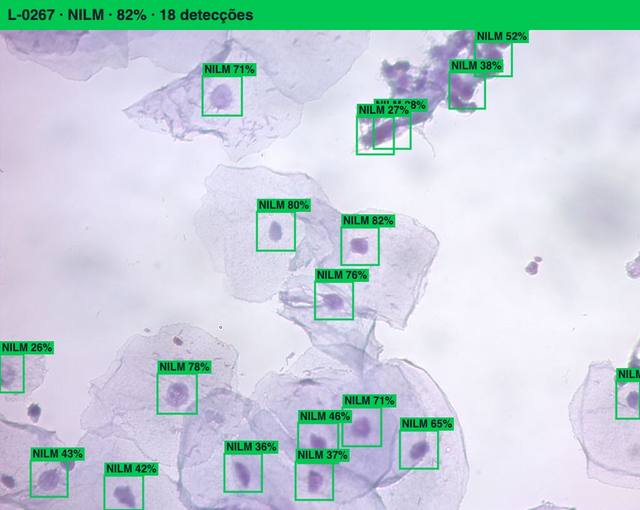 L-0267 · NILM · 82% · 18 detecções
NILM 52%
NILM 38%
NILM 71%
NILM 27%
NILM 80%
NILM 82%
NILM 76%
NILM 26%
NILM 78%
NILM 71%
NILM 46%
NILM 65%
NILM 36%
NILM 37%
NILM 43%
NILM 42%